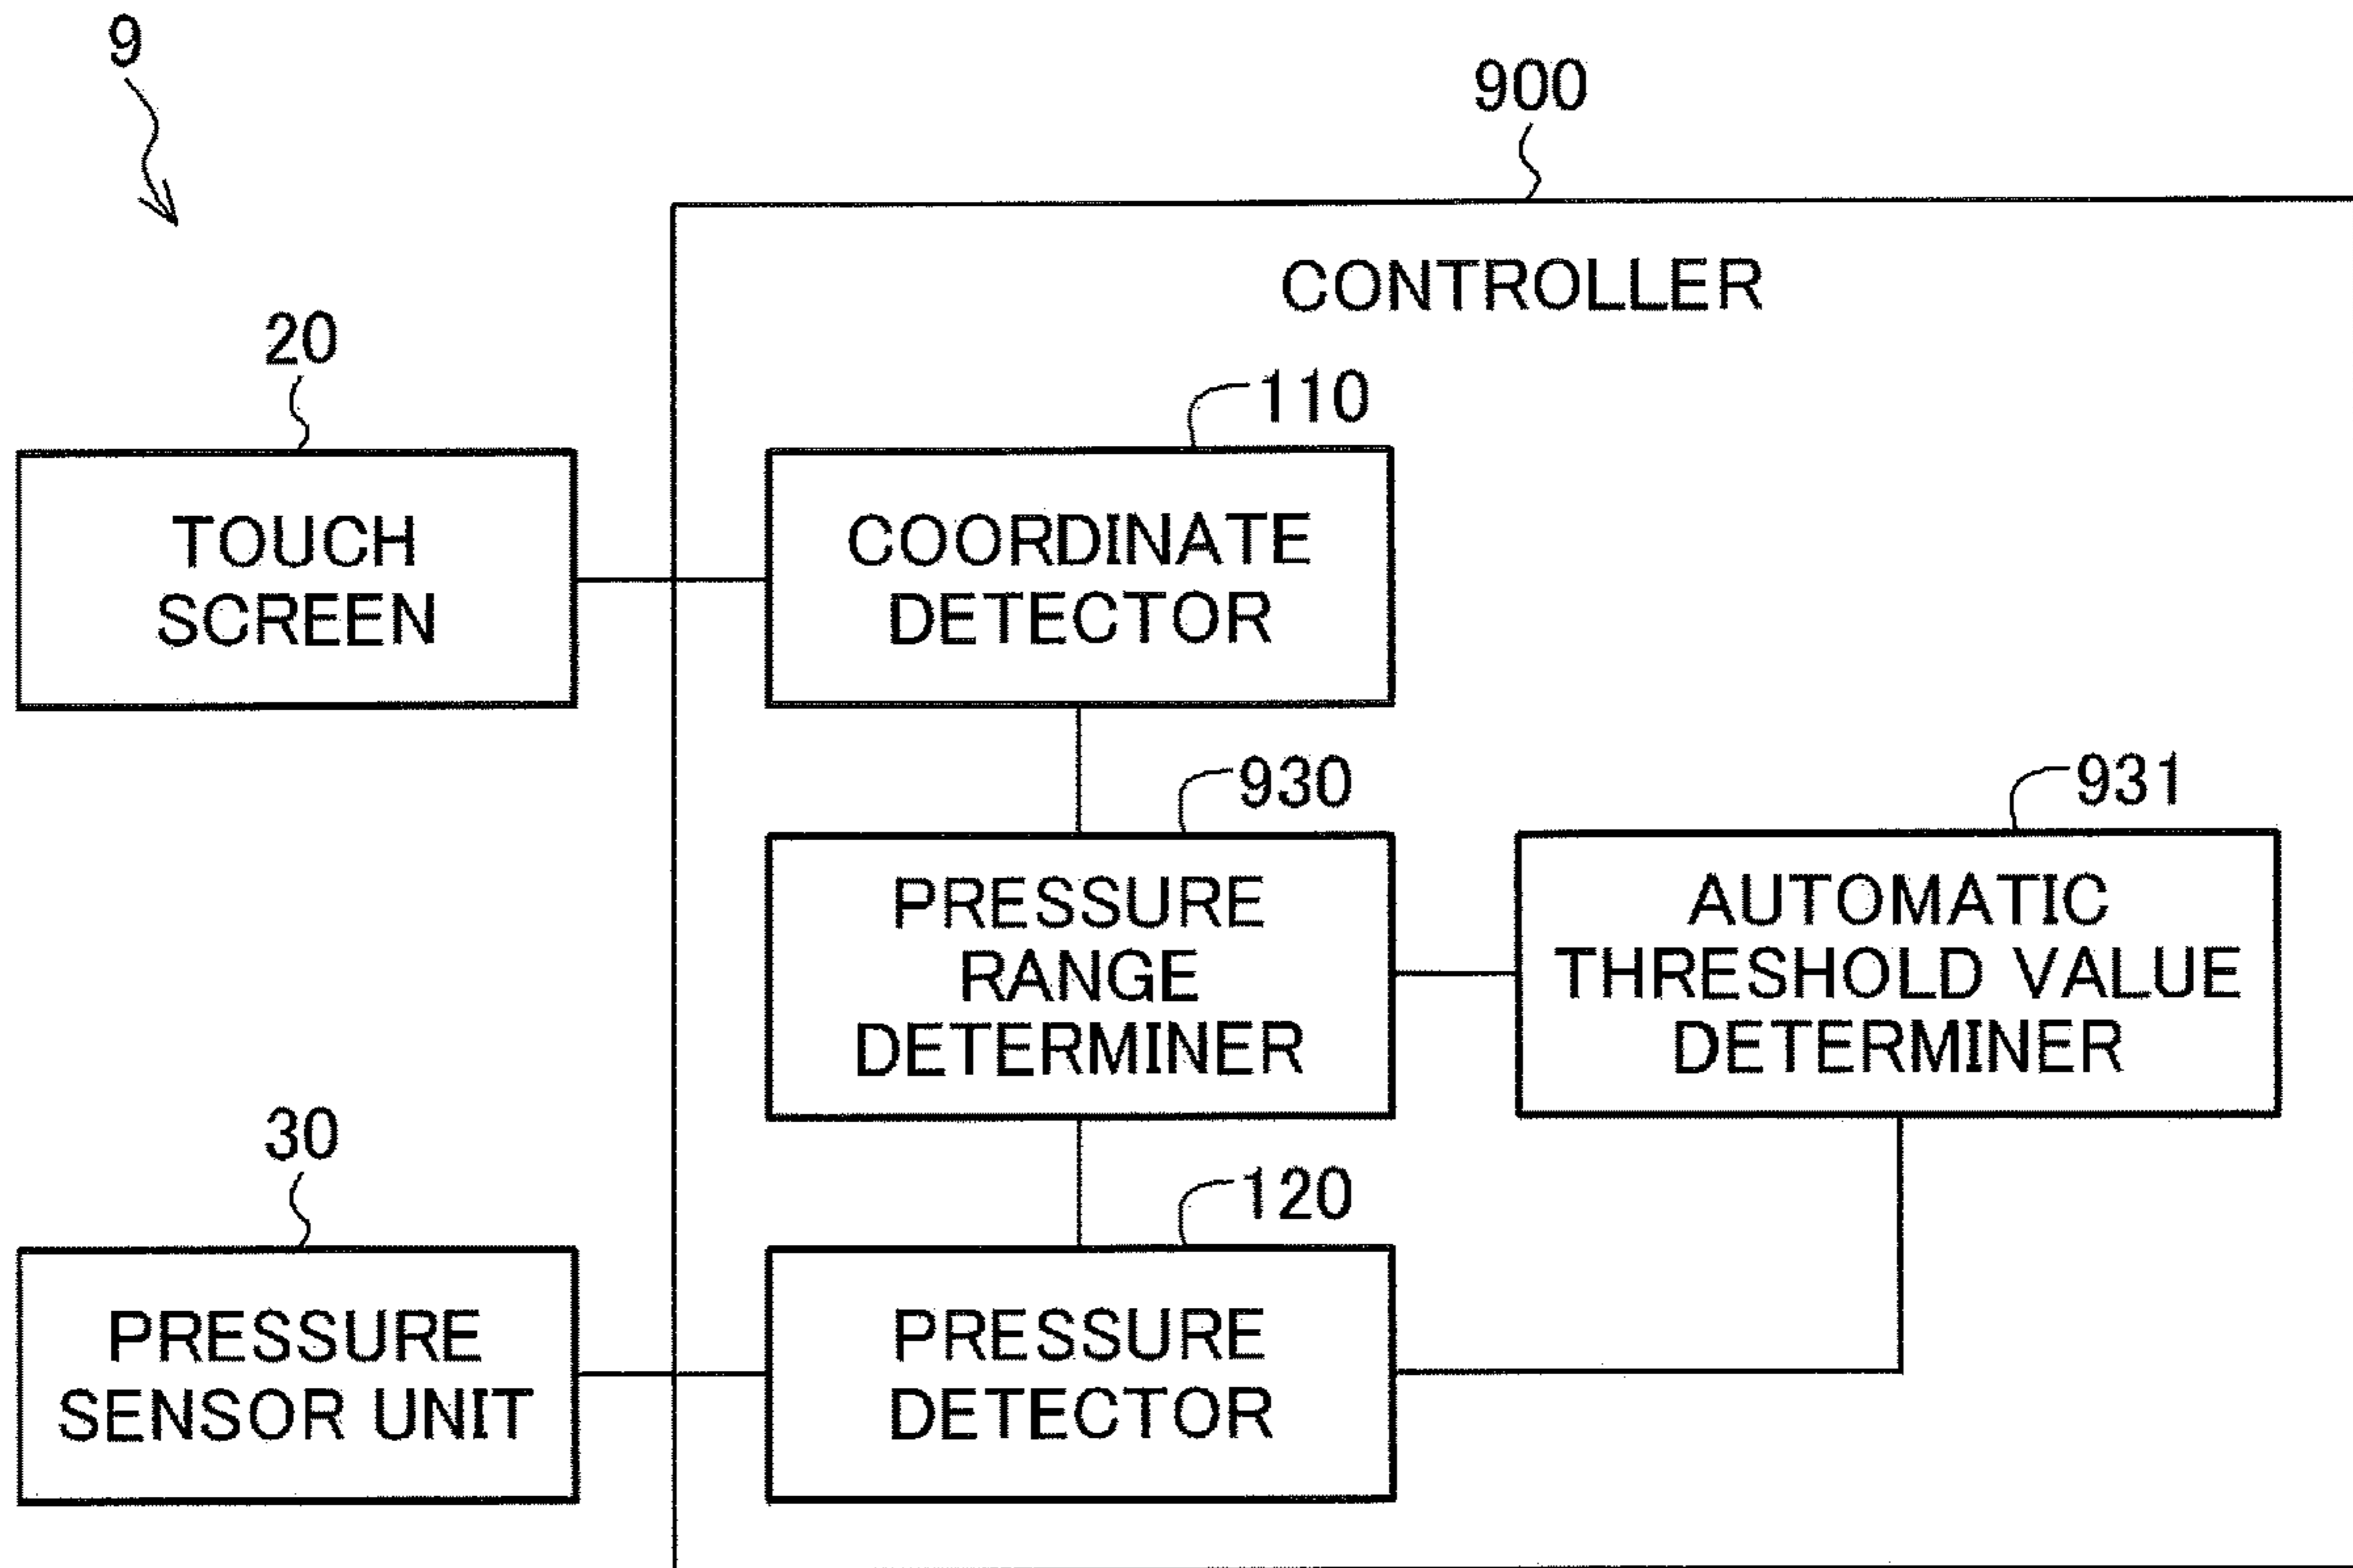 9
900
CONTROLLER
20
110
TOUCH
SCREEN
COORDINATE
DETECTOR
930
931
PRESSURE
RANGE
DETERMINER
AUTOMATIC
THRESHOLD VALUE
DETERMINER
30
120
PRESSURE
SENSOR UNIT
PRESSURE
DETECTOR